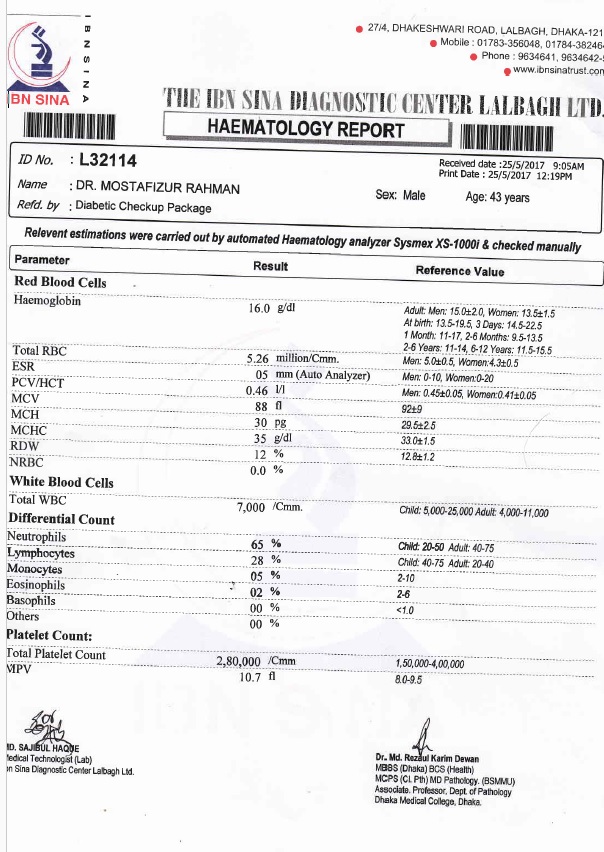 27/4, DHAKESHWARI ROAD, LALBAGH, DHAKA-121
Mobile : 01783-356048, 01784-38246
Phone : 9634641, 9634642-
www.ibnsinatrust.com
IBNSINA
IBN SINA
THE IBN SINA DIAGNOSTIC CENTER LALBAGH LTD.
HAEMATOLOGY REPORT
ID No. : L32114
Received date :25/5/2017 9:05AM
Print Date : 25/5/2017 12:19PM
Name : DR. MOSTAFIZUR RAHMAN
Sex: Male Age: 43 years
Refd. by : Diabetic Checkup Package
Relevent estimations were carried out by automated Haematology analyzer Sysmex XS-1000i & checked manually
Parameter Result Reference Value
Red Blood Cells
Haemoglobin 16.0 g/dl Adult: Men: 15.0±2.0, Women: 13.5±1.5
At birth: 13.5-19.5, 3 Days: 14.5-22.5
1 Month: 11-17, 2-6 Months: 9.5-13.5
2-6 Years: 11-14, 6-12 Years: 11.5-15.5
Total RBC 5.26 million/Cmm. Men: 5.0±0.5, Women:4.3±0.5
ESR 05 mm (Auto Analyzer) Men: 0-10, Women:0-20
PCV/HCT 0.46 l/l Men: 0.45±0.05, Women:0.41±0.05
MCV 88 fl 92±9
MCH 30 pg 29.5±2.5
MCHC 35 g/dl 33.0±1.5
RDW 12 % 12.8±1.2
NRBC 0.0 %
White Blood Cells
Total WBC 7,000 /Cmm. Child: 5,000-25,000 Adult: 4,000-11,000
Differential Count
Neutrophils 65 % Child: 20-50 Adult: 40-75
Lymphocytes 28 % Child: 40-75 Adult: 20-40
Monocytes 05 % 2-10
Eosinophils 02 % 2-6
Basophils 00 % <1.0
Others 00 %
Platelet Count:
Total Platelet Count 2,80,000 /Cmm 1,50,000-4,00,000
MPV 10.7 fl 8.0-9.5
MD. SAJIBUL HAQUE
Medical Technologist (Lab)
bn Sina Diagnostic Center Lalbagh Ltd.
Dr. Md. Rezaul Karim Dewan
MBBS (Dhaka) BCS (Health)
MCPS (Cl. Pth) MD Pathology. (BSMMU)
Associate. Professor, Dept. of Pathology
Dhaka Medical College, Dhaka.